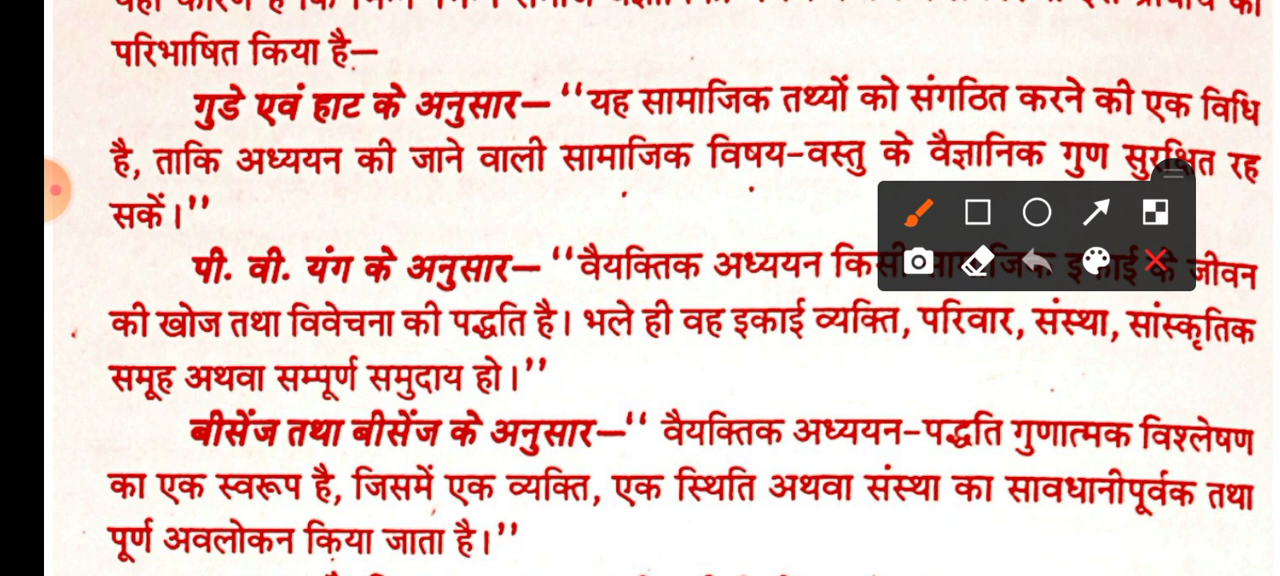 परिभाषित किया है—
गुडे एवं हाट के अनुसार— ‘‘यह सामाजिक तथ्यों को संगठित करने की एक विधि
है, ताकि अध्ययन की जाने वाली सामाजिक विषय-वस्तु के वैज्ञानिक गुण सुरक्षित रह
सकें।’’
पी. वी. यंग के अनुसार— ‘‘वैयक्तिक अध्ययन किसी सामाजिक इकाई के जीवन
की खोज तथा विवेचना की पद्धति है। भले ही वह इकाई व्यक्ति, परिवार, संस्था, सांस्कृतिक
समूह अथवा सम्पूर्ण समुदाय हो।’’
बीसेंज तथा बीसेंज के अनुसार—‘‘ वैयक्तिक अध्ययन-पद्धति गुणात्मक विश्लेषण
का एक स्वरूप है, जिसमें एक व्यक्ति, एक स्थिति अथवा संस्था का सावधानीपूर्वक तथा
पूर्ण अवलोकन किया जाता है।’’